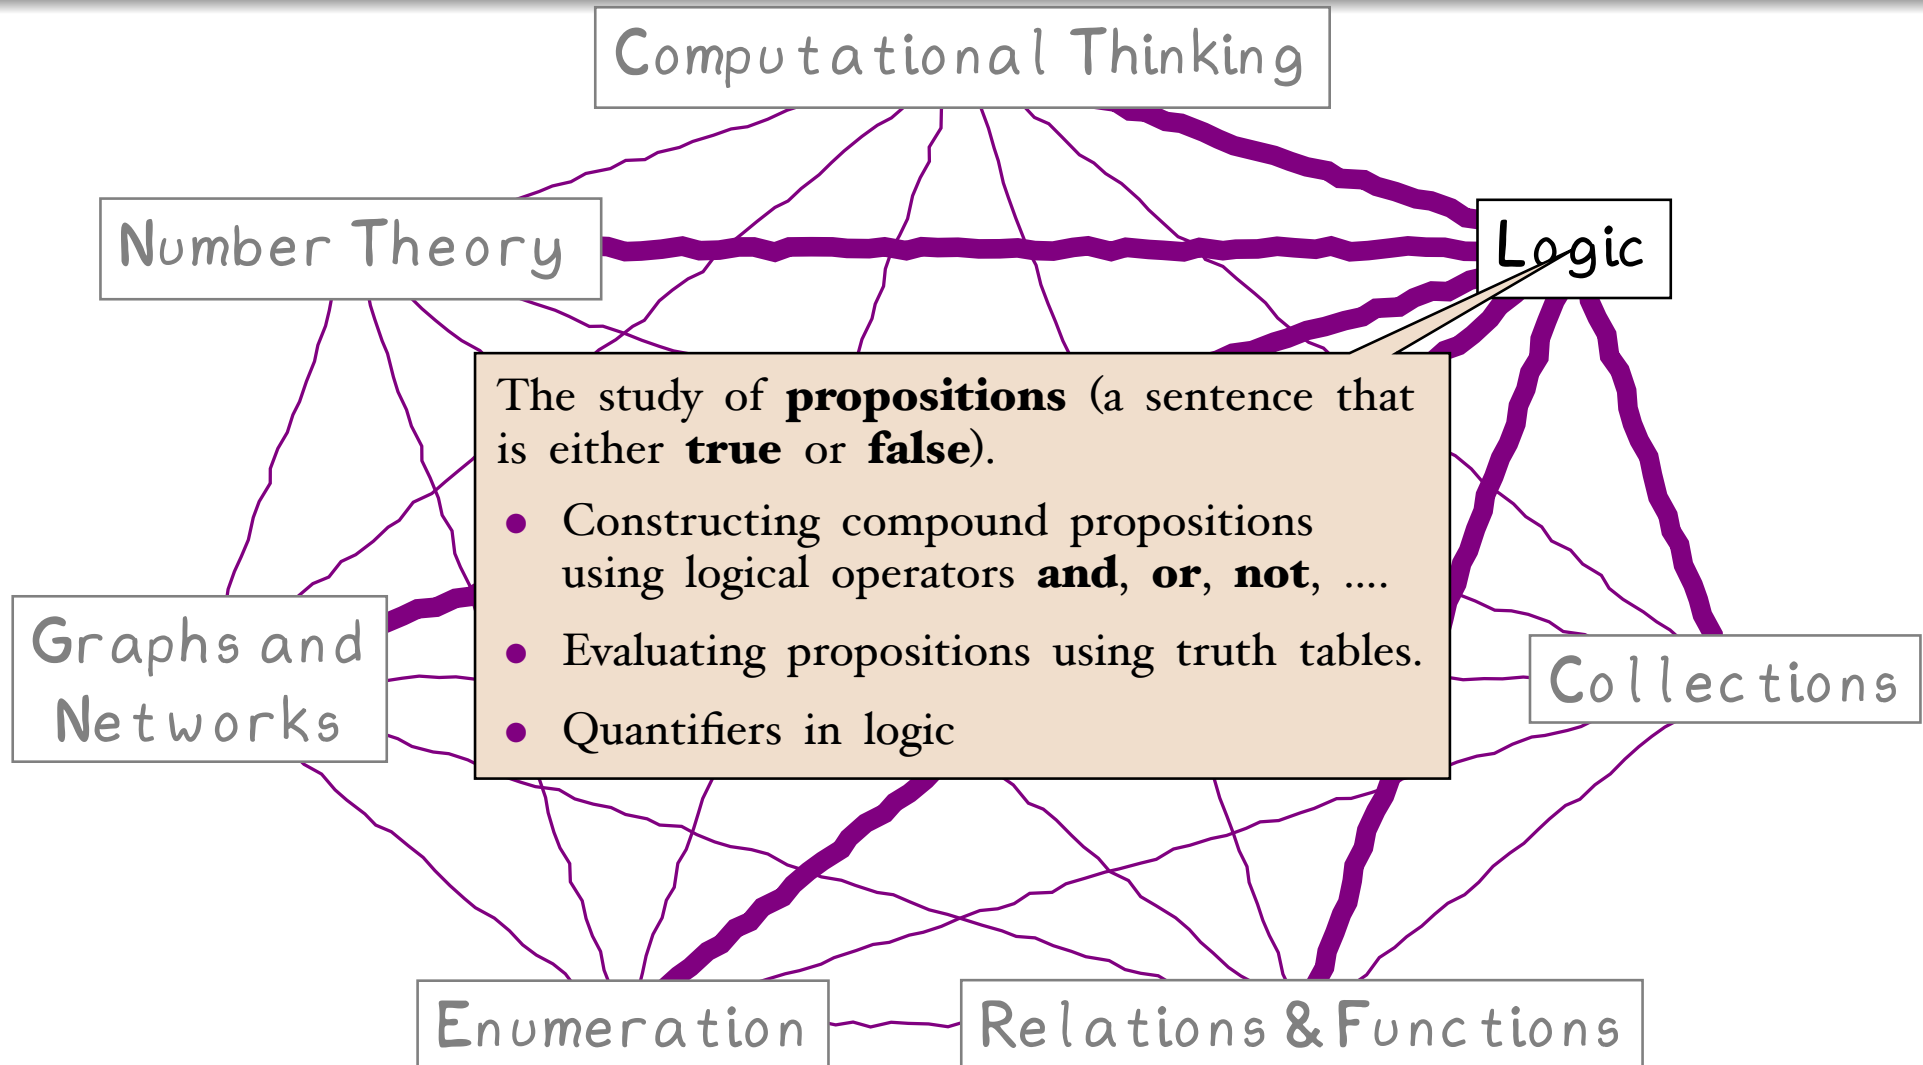 Computational Thinking
Number Theory
Logic
The study of propositions (a sentence that
is either true or false).
● Constructing compound propositions
using logical operators and, or, not, ....
● Evaluating propositions using truth tables.
● Quantifiers in logic
Graphs and
Networks
Collections
Enumeration
Relations & Functions